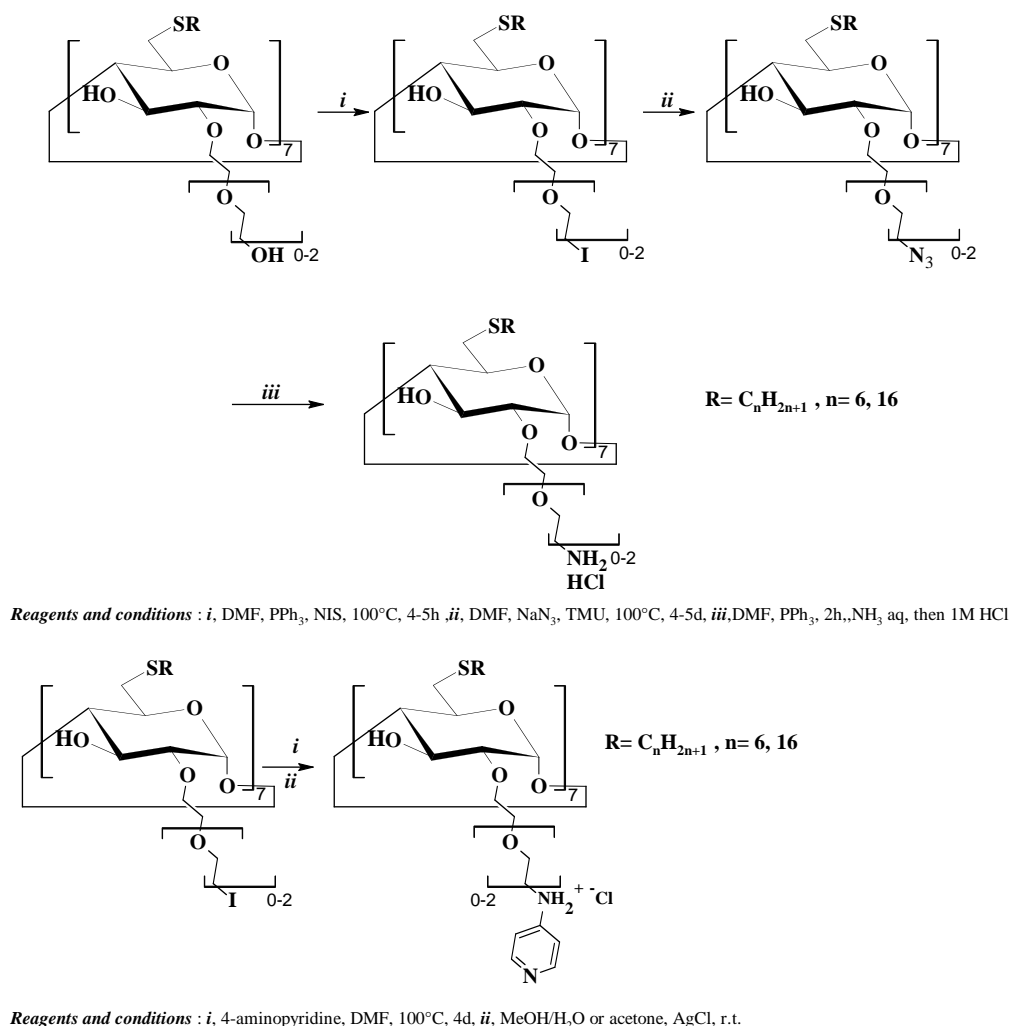 SR SR SR
O O O
HO HO HO
i ii
O O O
O 7 O 7 O 7
O O O
OH 0-2 I 0-2 N3 0-2
SR
iii
O
HO
R= CnH2n+1 , n= 6, 16
O
O 7
O
NH2 0-2
HCl
Reagents and conditions : i, DMF, PPh3, NIS, 100°C, 4-5h ,ii, DMF, NaN3, TMU, 100°C, 4-5d, iii,DMF, PPh3, 2h,,NH3 aq, then 1M HCl
SR SR
O O
HO HO
R= CnH2n+1 , n= 6, 16
i
ii
O O
O 7 O 7
O O
I 0-2 0-2 NH2 + -Cl
N
Reagents and conditions : i, 4-aminopyridine, DMF, 100°C, 4d, ii, MeOH/H2O or acetone, AgCl, r.t.